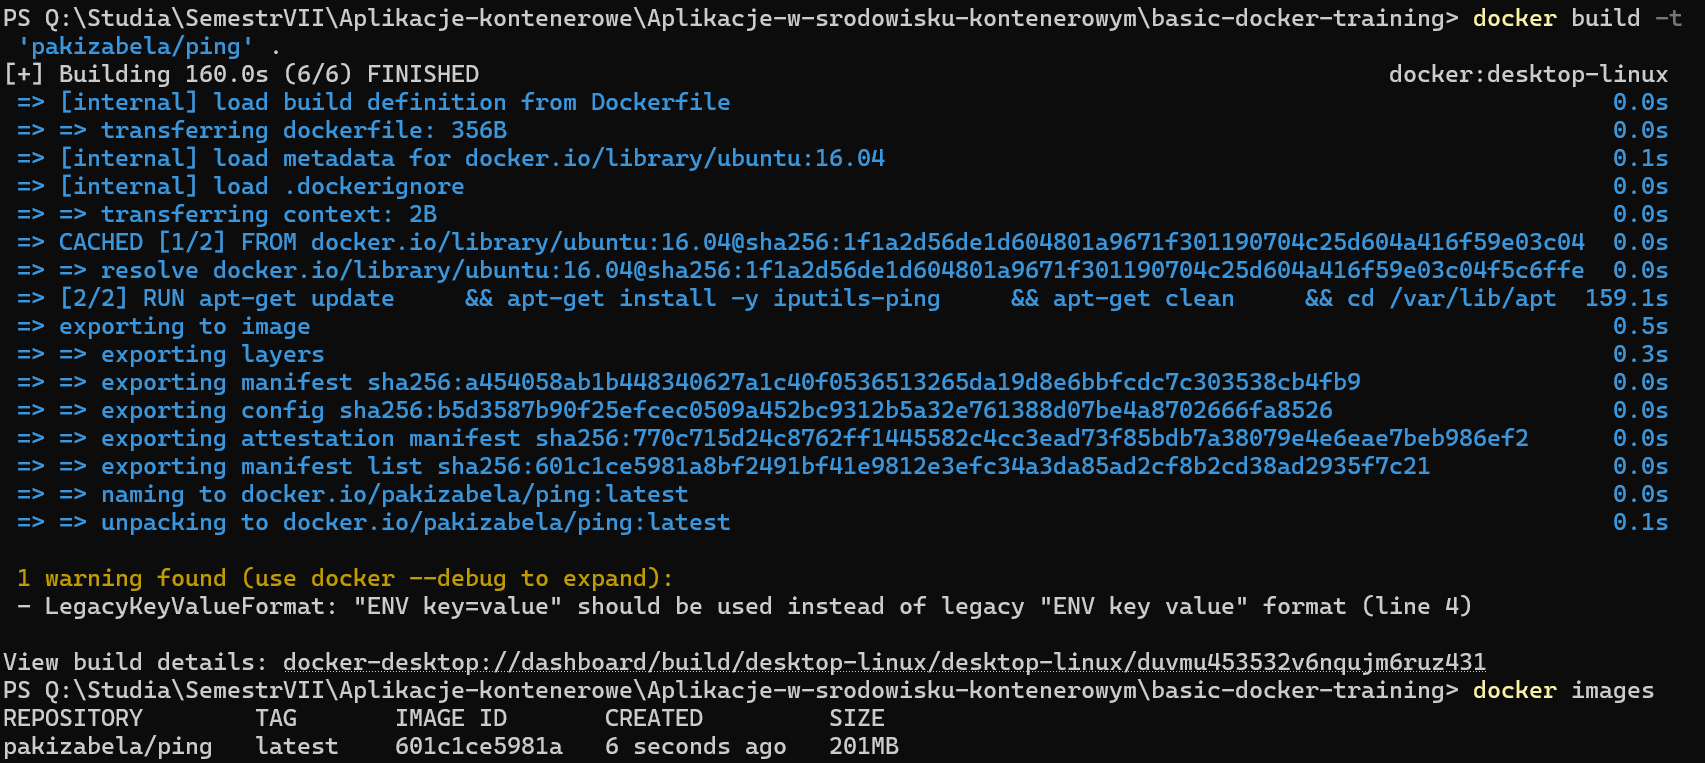 PS Q:\Studia\SemestrVII\Aplikacje-kontenerowe\Aplikacje-w-srodowisku-kontenerowym\basic-docker-training> docker build -t
'pakizabela/ping' .
[+] Building 160.0s (6/6) FINISHED docker:desktop-linux
=> [internal] load build definition from Dockerfile 0.0s
=> => transferring dockerfile: 356B 0.0s
=> [internal] load metadata for docker.io/library/ubuntu:16.04 0.1s
=> [internal] load .dockerignore 0.0s
=> => transferring context: 2B 0.0s
=> CACHED [1/2] FROM docker.io/library/ubuntu:16.04@sha256:1f1a2d56de1d604801a9671f301190704c25d604a416f59e03c04 0.0s
=> => resolve docker.io/library/ubuntu:16.04@sha256:1f1a2d56de1d604801a9671f301190704c25d604a416f59e03c04f5c6ffe 0.0s
=> [2/2] RUN apt-get update     && apt-get install -y iputils-ping     && apt-get clean     && cd /var/lib/apt 159.1s
=> exporting to image 0.5s
=> => exporting layers 0.3s
=> => exporting manifest sha256:a454058ab1b448340627a1c40f0536513265da19d8e6bbfcdc7c303538cb4fb9 0.0s
=> => exporting config sha256:b5d3587b90f25efcec0509a452bc9312b5a32e761388d07be4a8702666fa8526 0.0s
=> => exporting attestation manifest sha256:770c715d24c8762ff1445582c4cc3ead73f85bdb7a38079e4e6eae7beb986ef2 0.0s
=> => exporting manifest list sha256:601c1ce5981a8bf2491bf41e9812e3efc34a3da85ad2cf8b2cd38ad2935f7c21 0.0s
=> => naming to docker.io/pakizabela/ping:latest 0.0s
=> => unpacking to docker.io/pakizabela/ping:latest 0.1s
1 warning found (use docker --debug to expand):
- LegacyKeyValueFormat: "ENV key=value" should be used instead of legacy "ENV key value" format (line 4)
View build details: docker-desktop://dashboard/build/desktop-linux/desktop-linux/duvmu453532v6nqujm6ruz431
PS Q:\Studia\SemestrVII\Aplikacje-kontenerowe\Aplikacje-w-srodowisku-kontenerowym\basic-docker-training> docker images
REPOSITORY TAG IMAGE ID CREATED SIZE
pakizabela/ping latest 601c1ce5981a 6 seconds ago 201MB